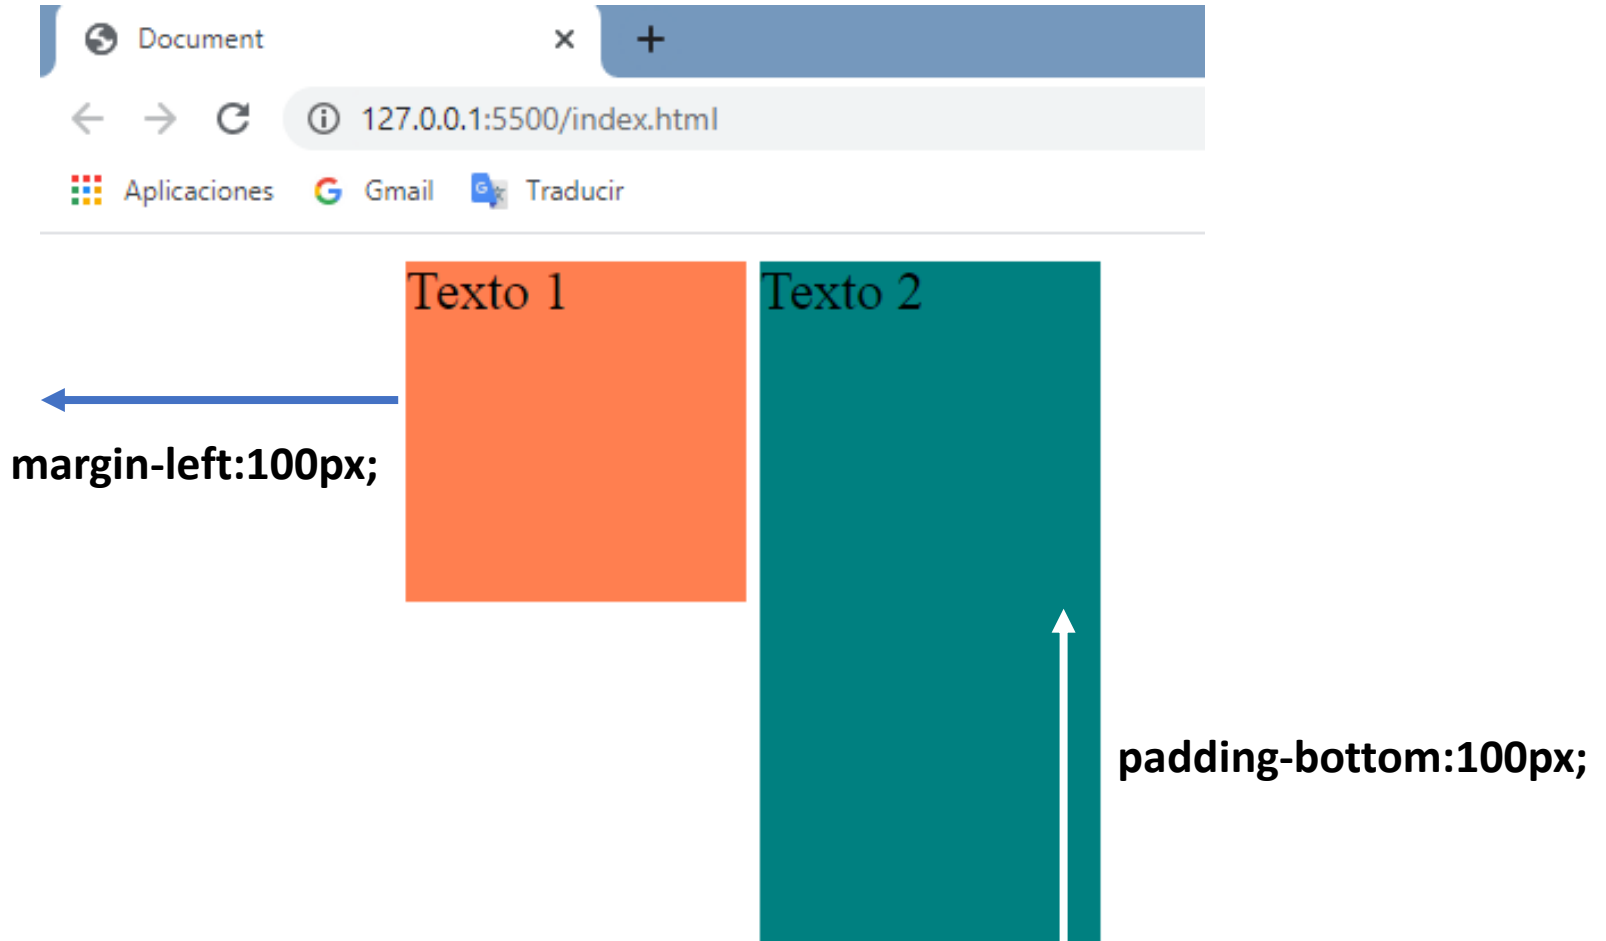 Document
127.0.0.1:5500/index.html
Aplicaciones Gmail Traducir
Texto 1 Texto 2
margin-left:100px;
padding-bottom:100px;